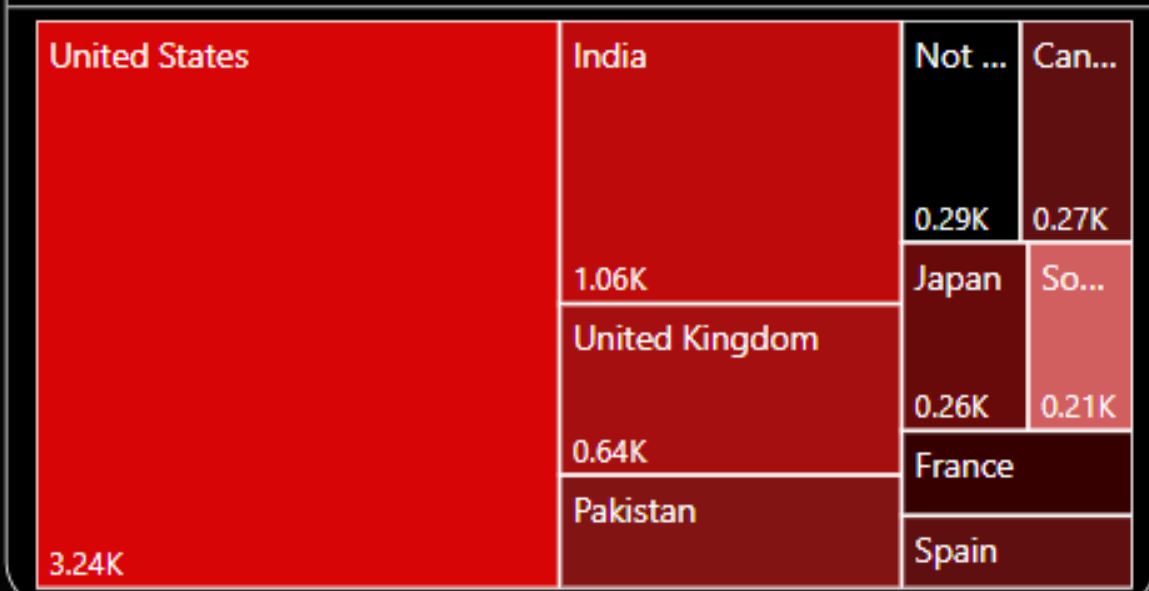 United States
3.24K
India
1.06K
United Kingdom
0.64K
Pakistan
Not ...
0.29K
Can...
0.27K
Japan
0.26K
So...
0.21K
France
Spain